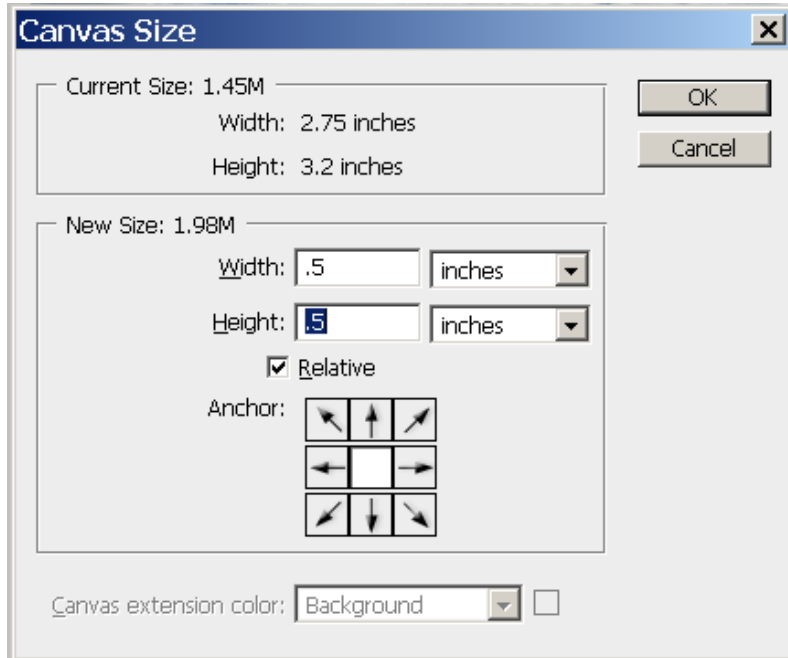 Canvas Size
Current Size: 1.45M
OK
Width: 2.75 inches
Cancel
Height: 3.2 inches
New Size: 1.98M
Width: .5 inches
Height: .5 inches
Relative
Anchor:
Canvas extension color: Background